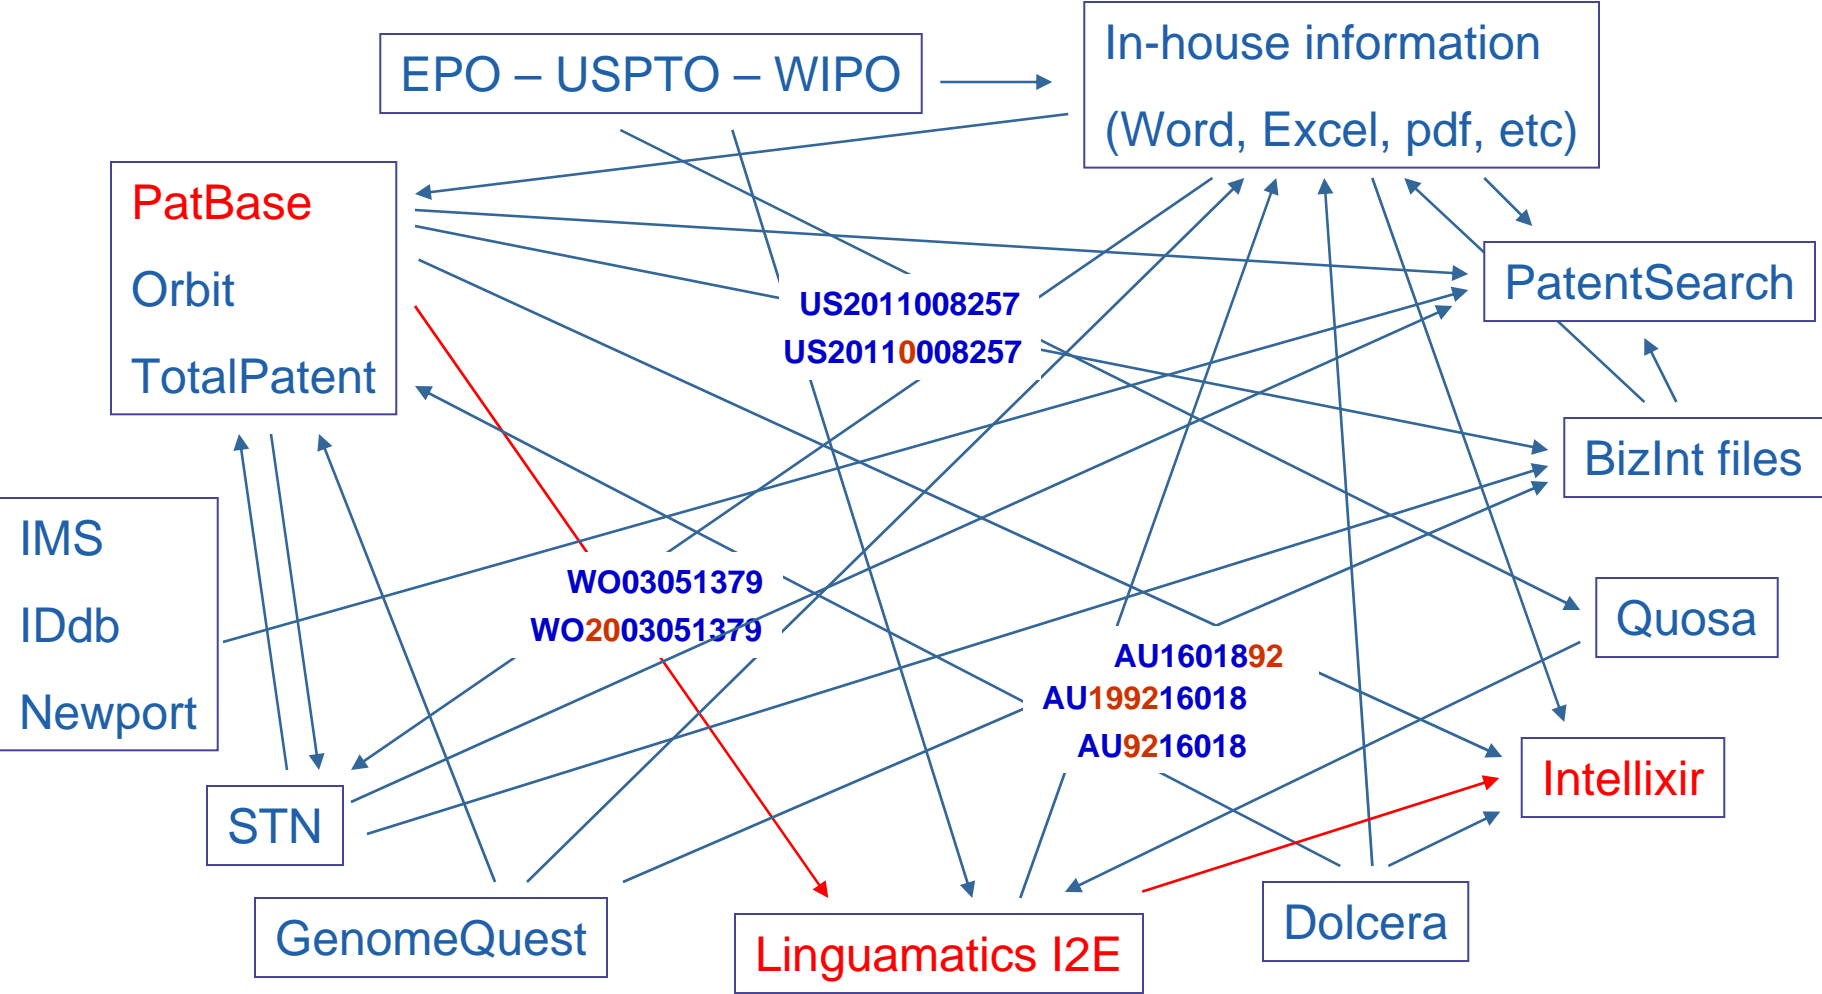 EPO – USPTO – WIPO
In-house information
(Word, Excel, pdf, etc)
PatBase
Orbit
TotalPatent
PatentSearch
US2011008257
US20110008257
BizInt files
IMS
IDdb
Newport
WO03051379
WO2003051379
Quosa
AU1601892
AU199216018
AU9216018
Intellixir
STN
GenomeQuest
Linguamatics I2E
Dolcera